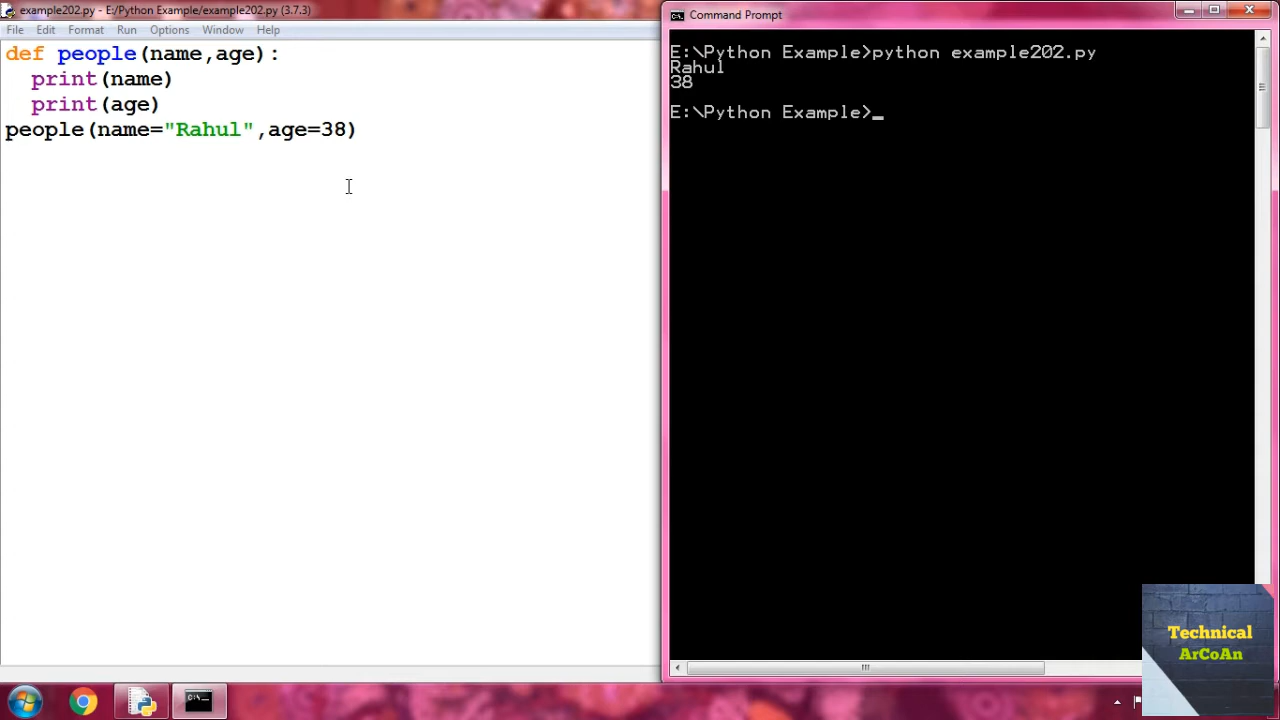 example202.py - E:/Python Example/example202.py (3.7.3)
File Edit Format Run Options Window Help
def people(name,age):
  print(name)
  print(age)
people(name="Rahul",age=38)
Command Prompt
E:\Python Example>python example202.py
Rahul
38
E:\Python Example>_
Technical
ArCoAn